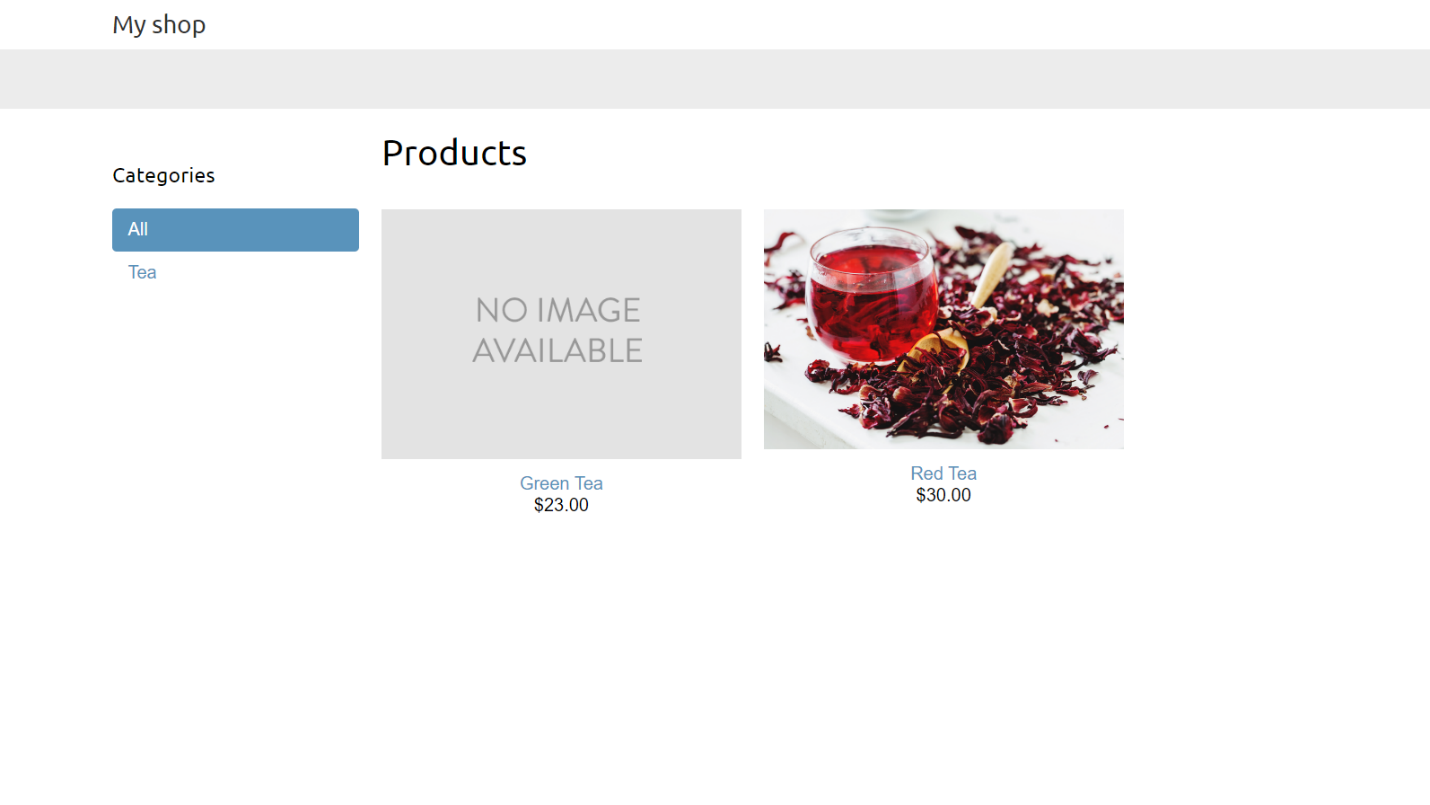 My shop
Products
Categories
All
Tea
NO IMAGE
AVAILABLE
Green Tea
$23.00
Red Tea
$30.00